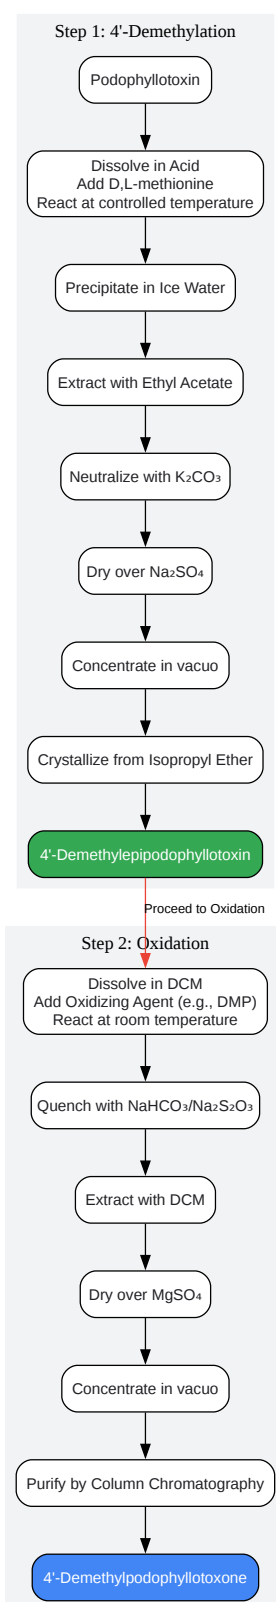 Step 1: 4'-Demethylation
Podophyllotoxin
Dissolve in Acid
Add D,L-methionine
React at controlled temperature
Precipitate in Ice Water
Extract with Ethyl Acetate
Neutralize with K₂CO₃
Dry over Na₂SO₄
Concentrate in vacuo
Crystallize from Isopropyl Ether
4'-Demethylepipodophyllotoxin
Proceed to Oxidation
Step 2: Oxidation
Dissolve in DCM
Add Oxidizing Agent (e.g., DMP)
React at room temperature
Quench with NaHCO₃/Na₂S₂O₃
Extract with DCM
Dry over MgSO₄
Concentrate in vacuo
Purify by Column Chromatography
4'-Demethylpodophyllotoxone